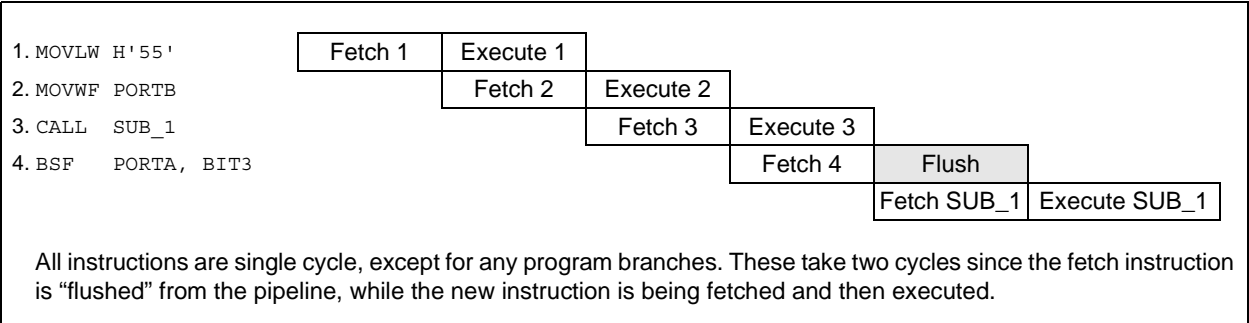 1. MOVLW H'55' Fetch 1 Execute 1
2. MOVWF PORTB Fetch 2 Execute 2
3. CALL SUB_1 Fetch 3 Execute 3
4. BSF PORTA, BIT3 Fetch 4 Flush
Fetch SUB_1 Execute SUB_1
All instructions are single cycle, except for any program branches. These take two cycles since the fetch instruction
is “flushed” from the pipeline, while the new instruction is being fetched and then executed.